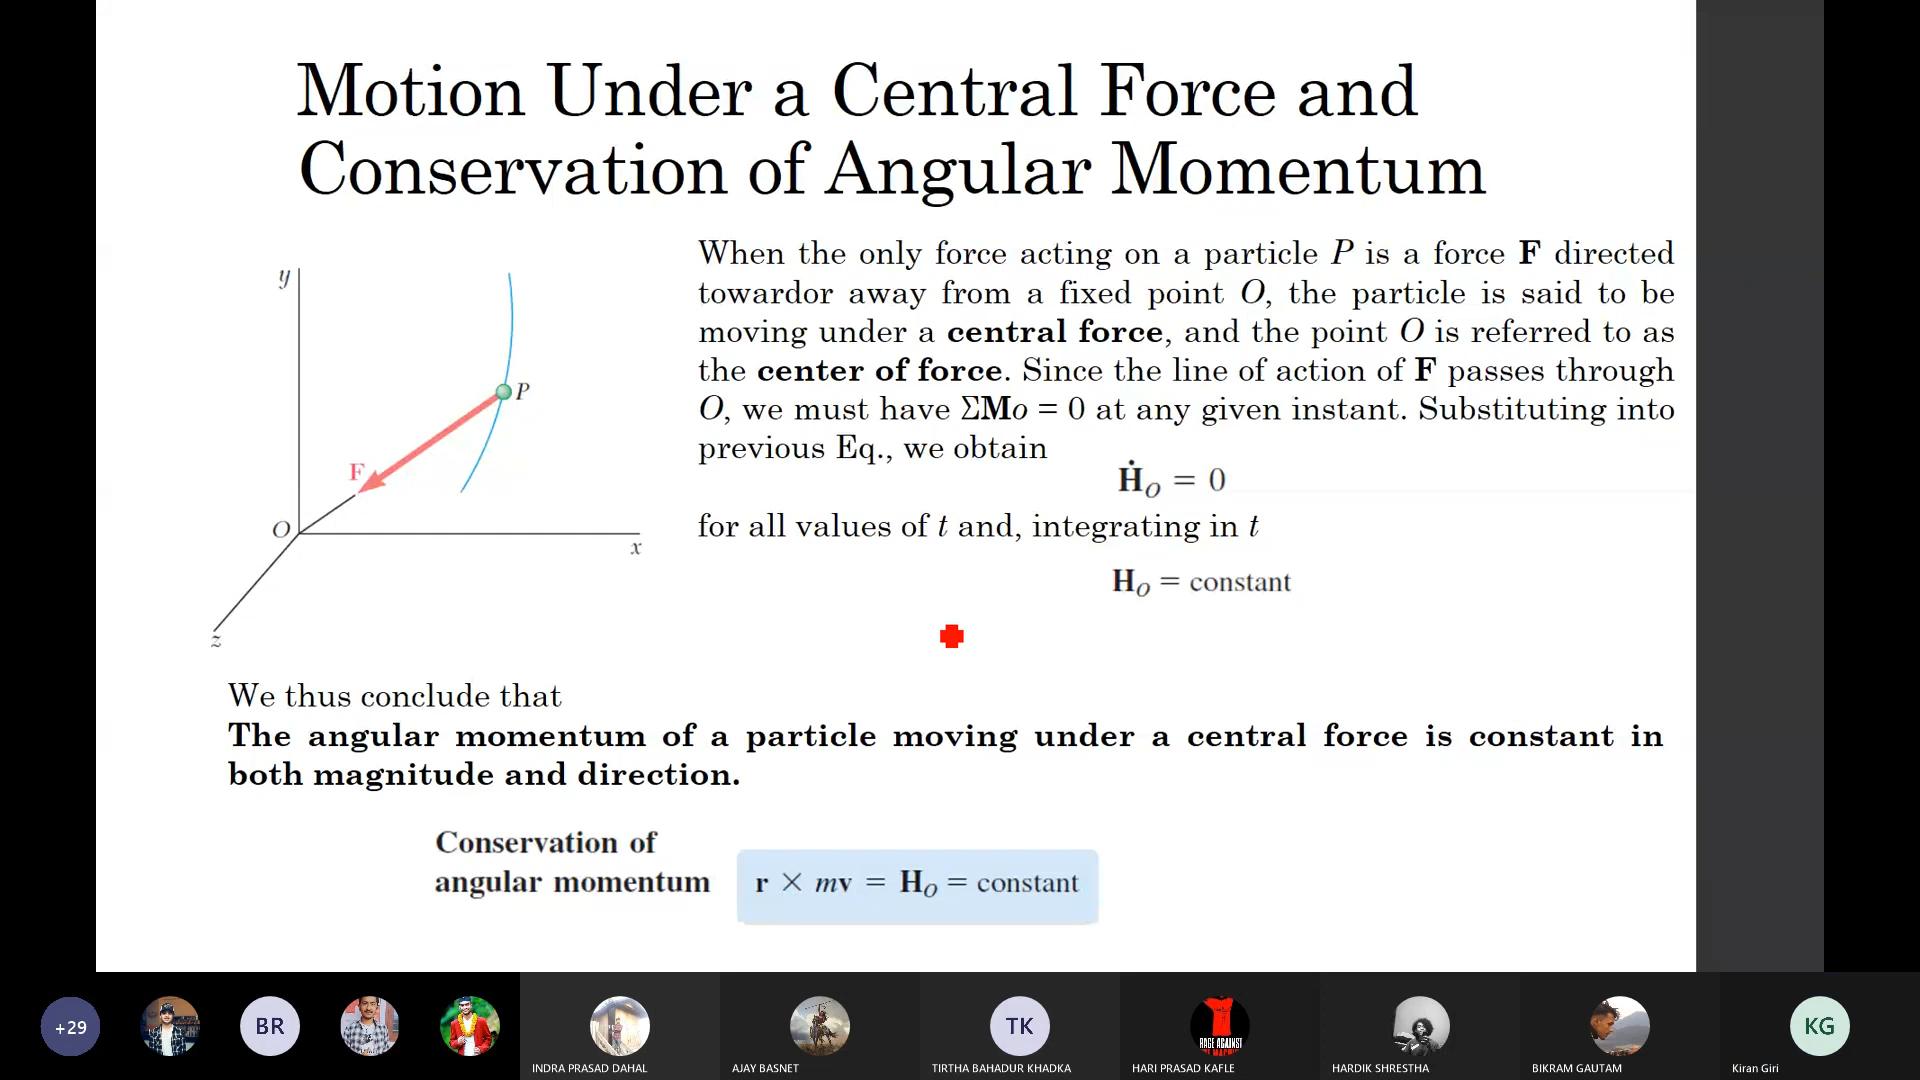 Motion Under a Central Force and
Conservation of Angular Momentum
When the only force acting on a particle P is a force F directed
towardor away from a fixed point O, the particle is said to be
moving under a central force, and the point O is referred to as
the center of force. Since the line of action of F passes through
O, we must have ΣMo = 0 at any given instant. Substituting into
previous Eq., we obtain
Ḣ_O = 0
for all values of t and, integrating in t
H_O = constant
y
P
F
O
x
z
We thus conclude that
The angular momentum of a particle moving under a central force is constant in
both magnitude and direction.
Conservation of
angular momentum
r × mv = H_O = constant
+29
BR
TK
RAGE AGAINST
KG
INDRA PRASAD DAHAL
AJAY BASNET
TIRTHA BAHADUR KHADKA
HARI PRASAD KAFLE
HARDIK SHRESTHA
BIKRAM GAUTAM
Kiran Giri